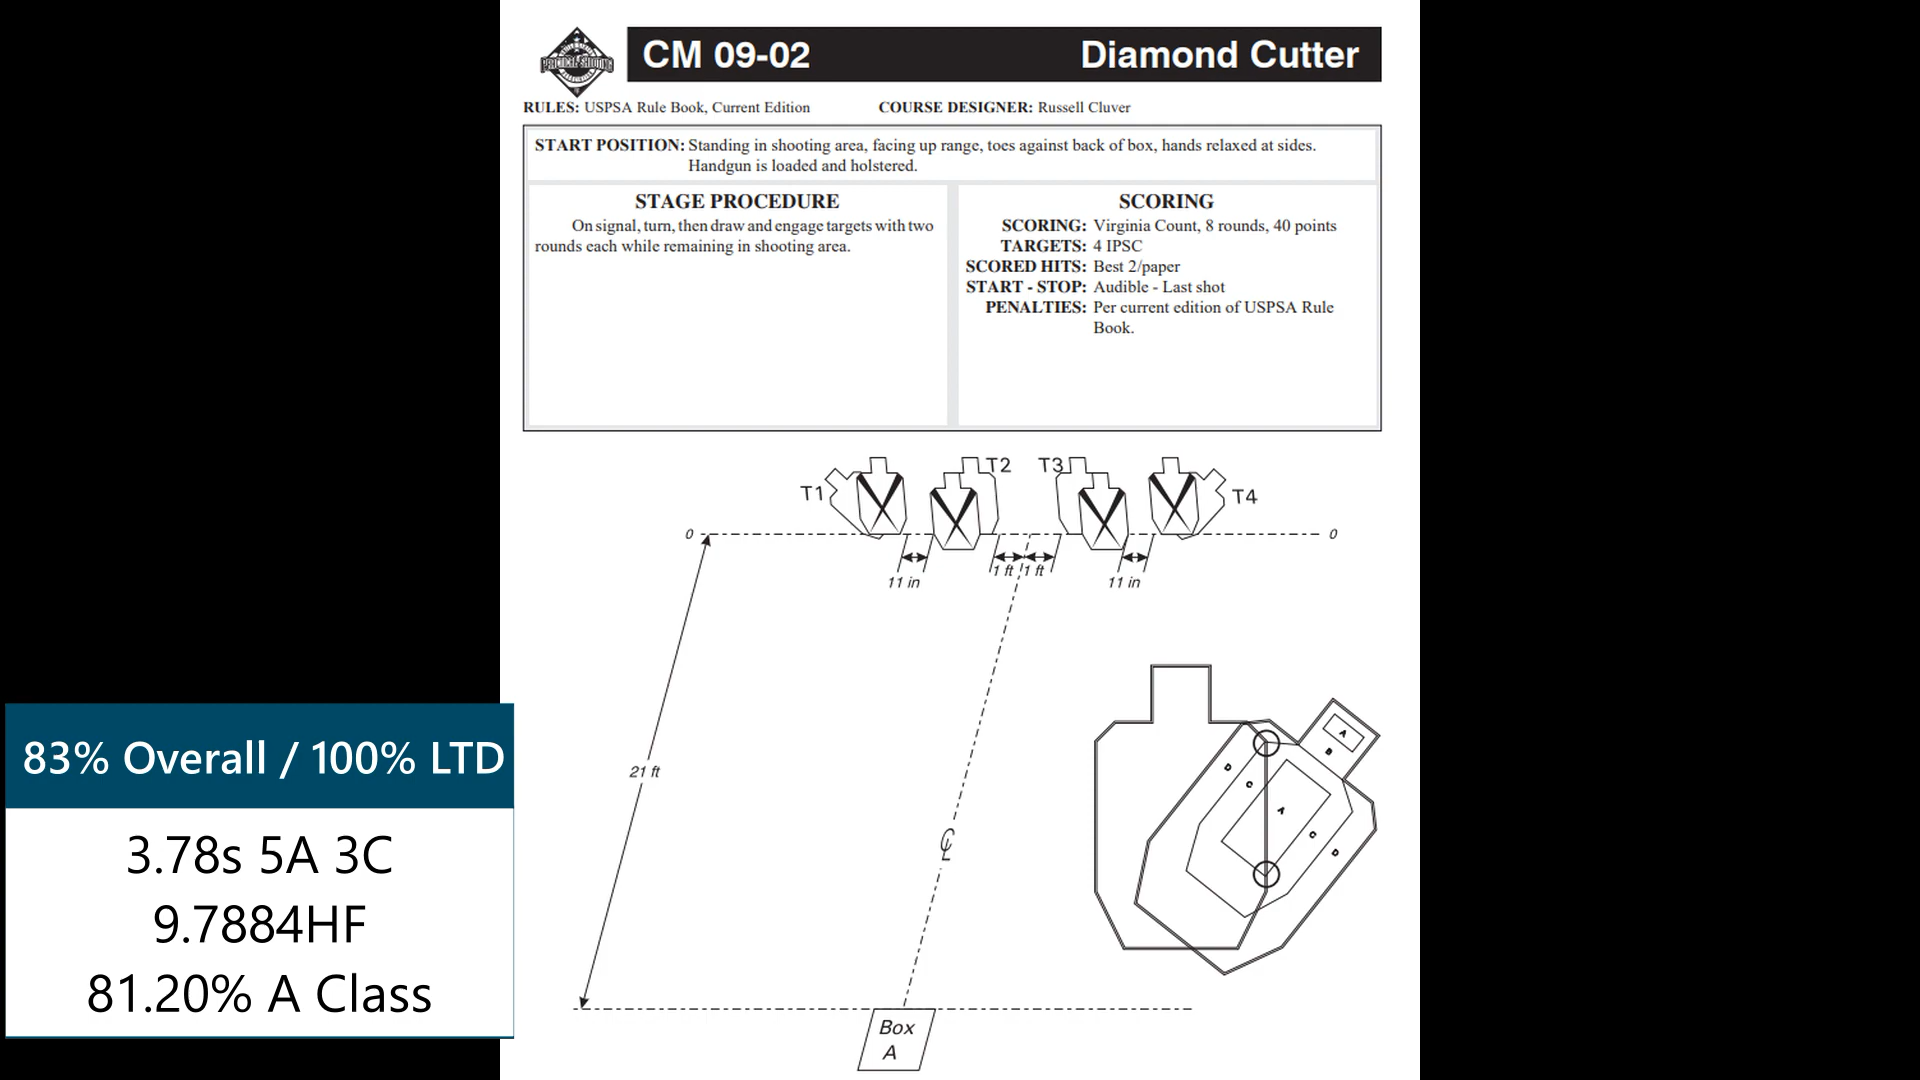 PRACTICAL SHOOTING
CM 09-02 Diamond Cutter
RULES: USPSA Rule Book, Current Edition COURSE DESIGNER: Russell Cluver
START POSITION: Standing in shooting area, facing up range, toes against back of box, hands relaxed at sides.
Handgun is loaded and holstered.
STAGE PROCEDURE
On signal, turn, then draw and engage targets with two
rounds each while remaining in shooting area.
SCORING
SCORING: Virginia Count, 8 rounds, 40 points
TARGETS: 4 IPSC
SCORED HITS: Best 2/paper
START - STOP: Audible - Last shot
PENALTIES: Per current edition of USPSA Rule
Book.
T1 T2 T3 T4
0 0
11 in 1 ft 1 ft 11 in
21 ft
CL
Box
A
A
B
D
C
A
C
D
83% Overall / 100% LTD
3.78s 5A 3C
9.7884HF
81.20% A Class